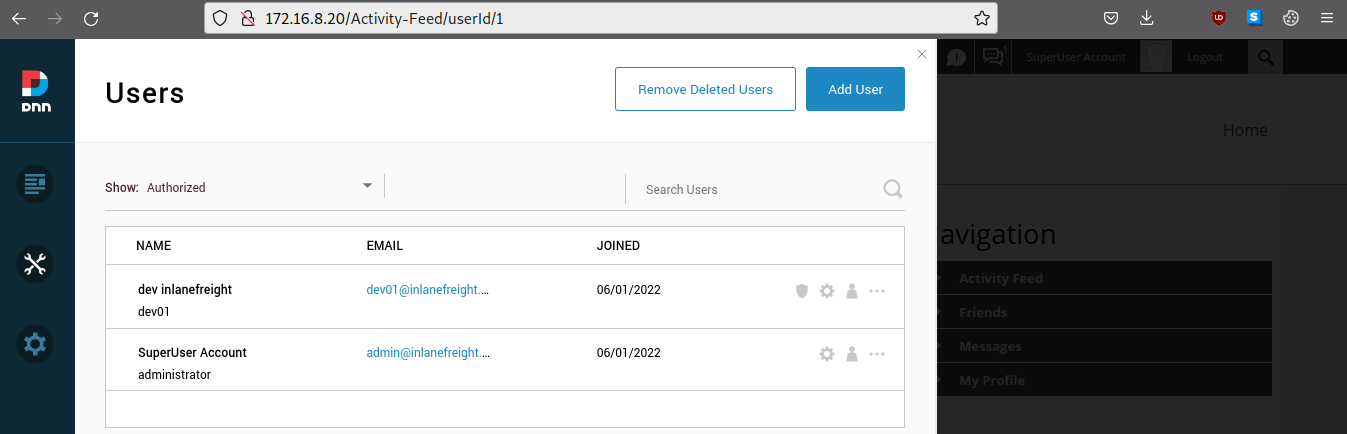 172.16.8.20/Activity-Feed/userId/1
DNN
Users
Remove Deleted Users
Add User
SuperUser Account
Logout
Home
Show: Authorized
Search Users
NAME EMAIL JOINED
dev inlanefreight dev01@inlanefreight.... 06/01/2022
dev01
SuperUser Account admin@inlanefreight.... 06/01/2022
administrator
avigation
Activity Feed
Friends
Messages
My Profile